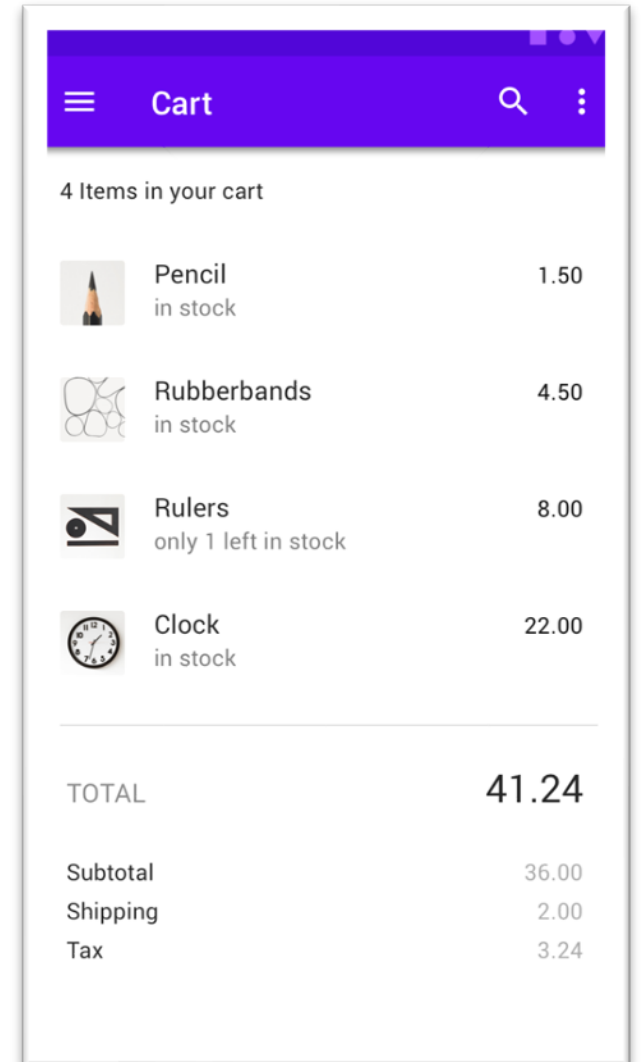 Cart
4 Items in your cart
Pencil 1.50
in stock
Rubberbands 4.50
in stock
Rulers 8.00
only 1 left in stock
Clock 22.00
in stock
TOTAL 41.24
Subtotal 36.00
Shipping 2.00
Tax 3.24